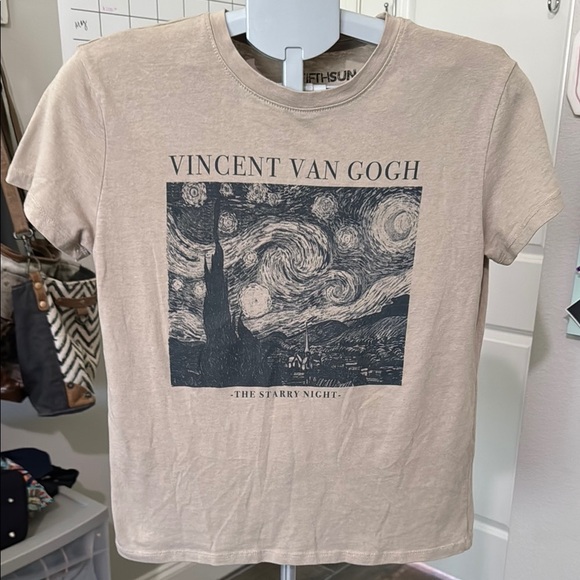 FIFTHSUN
VINCENT VAN GOGH
-THE STARRY NIGHT-